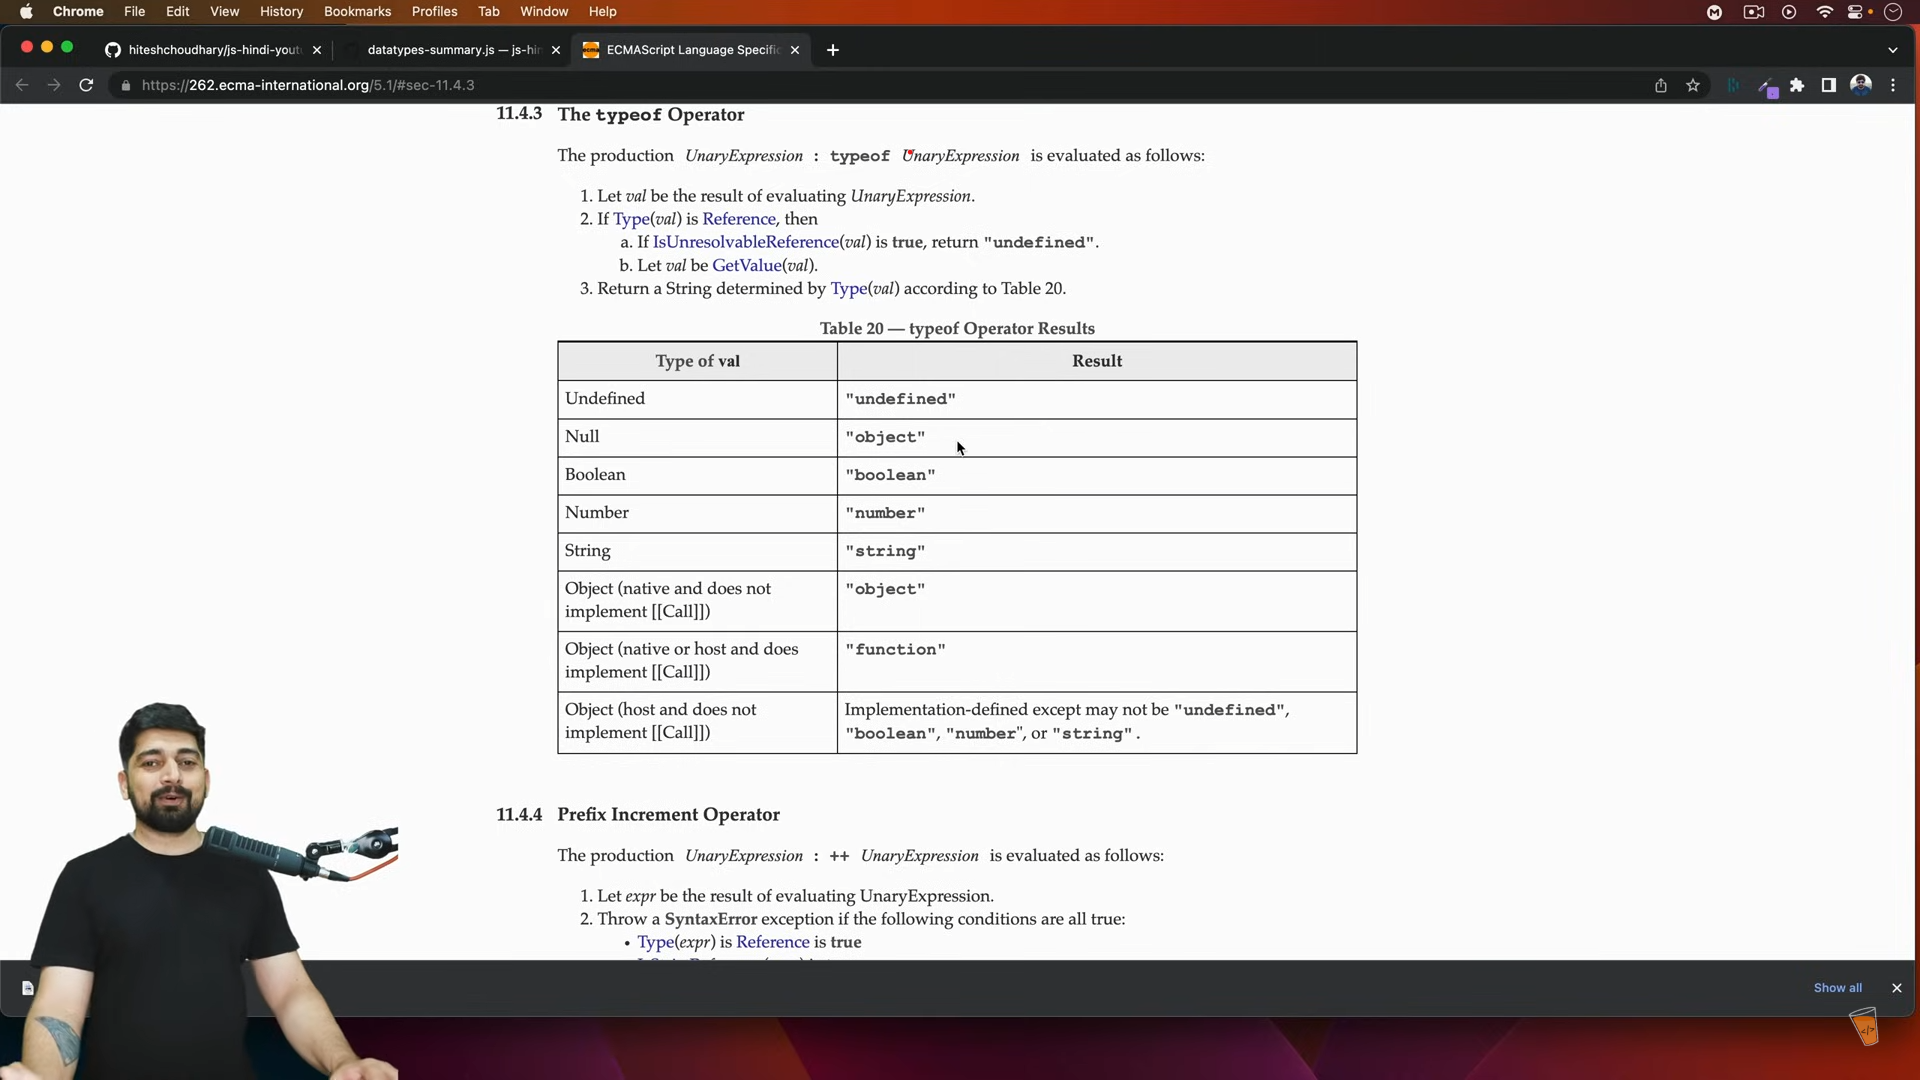 Chrome File Edit View History Bookmarks Profiles Tab Window Help
hiteshchoudhary/js-hindi-yout
datatypes-summary.js — js-hi
ECMAScript Language Specific
https://262.ecma-international.org/5.1/#sec-11.4.3
11.4.3 The typeof Operator
The production UnaryExpression : typeof UnaryExpression is evaluated as follows:
1. Let val be the result of evaluating UnaryExpression.
2. If Type(val) is Reference, then
a. If IsUnresolvableReference(val) is true, return "undefined".
b. Let val be GetValue(val).
3. Return a String determined by Type(val) according to Table 20.
Table 20 — typeof Operator Results
Type of val Result
Undefined "undefined"
Null "object"
Boolean "boolean"
Number "number"
String "string"
Object (native and does not "object"
implement [[Call]])
Object (native or host and does "function"
implement [[Call]])
Object (host and does not Implementation-defined except may not be "undefined",
implement [[Call]]) "boolean", "number", or "string".
11.4.4 Prefix Increment Operator
The production UnaryExpression : ++ UnaryExpression is evaluated as follows:
1. Let expr be the result of evaluating UnaryExpression.
2. Throw a SyntaxError exception if the following conditions are all true:
• Type(expr) is Reference is true
Show all